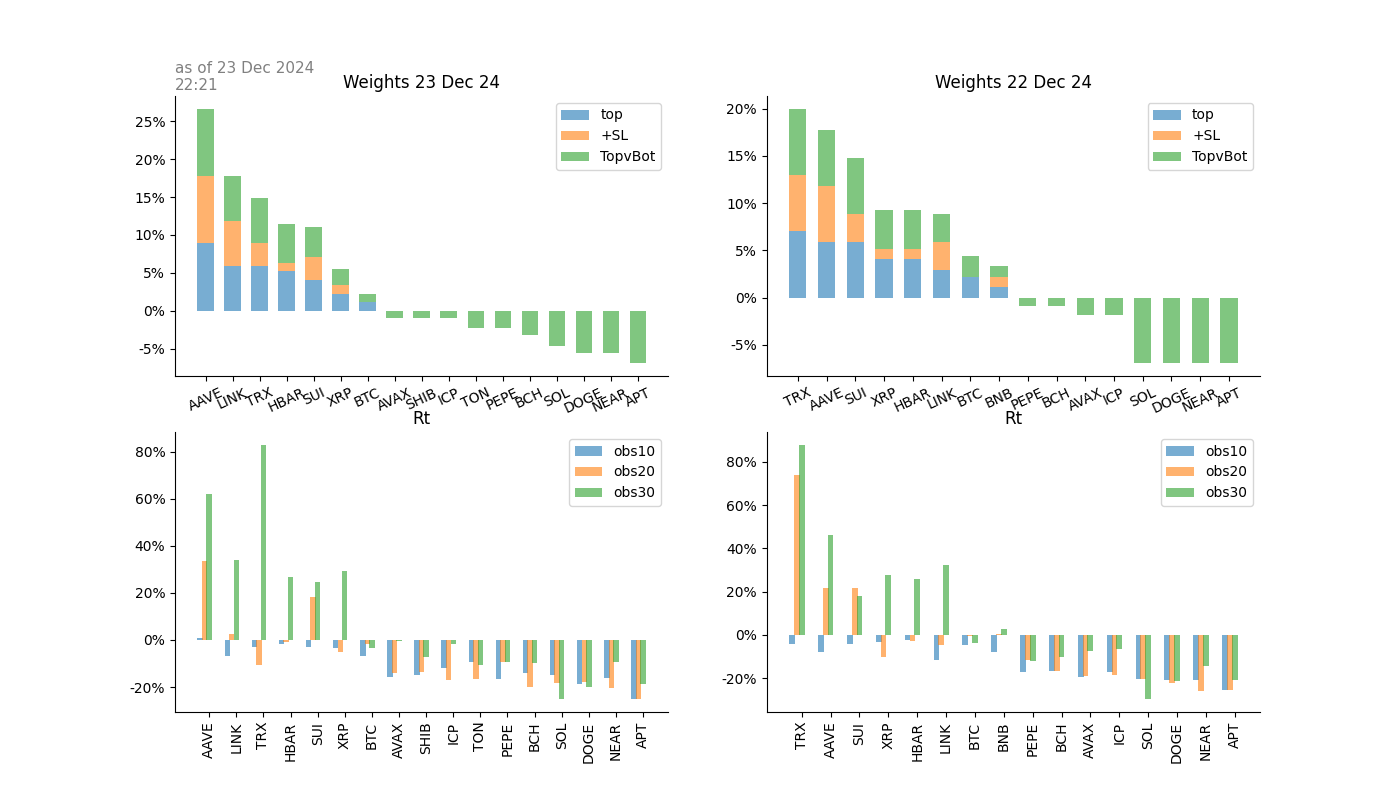 as of 23 Dec 2024
22:21
Weights 23 Dec 24
25%
20%
15%
10%
5%
0%
-5%
top
+SL
TopvBot
AAVE LINK TRX HBAR SUI XRP BTC AVAX SHIB ICP TON PEPE BCH SOL DOGE NEAR APT
Weights 22 Dec 24
20%
15%
10%
5%
0%
-5%
top
+SL
TopvBot
TRX AAVE SUI XRP HBAR LINK BTC BNB PEPE BCH AVAX ICP SOL DOGE NEAR APT
Rt
80%
60%
40%
20%
0%
-20%
obs10
obs20
obs30
AAVE LINK TRX HBAR SUI XRP BTC AVAX SHIB ICP TON PEPE BCH SOL DOGE NEAR APT
Rt
80%
60%
40%
20%
0%
-20%
obs10
obs20
obs30
TRX AAVE SUI XRP HBAR LINK BTC BNB PEPE BCH AVAX ICP SOL DOGE NEAR APT